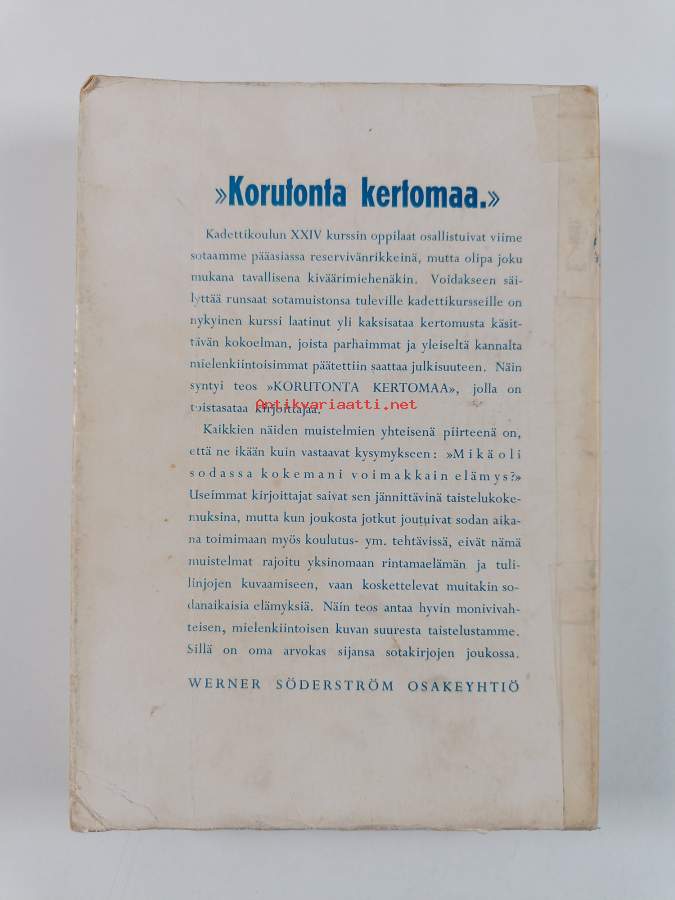 »Korutonta kertomaa.»
Kadettikoulun XXIV kurssin oppilaat osallistuivat viime
sotaamme pääasiassa reservivänrikkeinä, mutta olipa joku
mukana tavallisena kiväärimiehenäkin. Voidakseen säi-
lyttää runsaat sotamuistonsa tuleville kadettikursseille on
nykyinen kurssi laatinut yli kaksisataa kertomusta käsit-
tävän kokoelman, joista parhaimmat ja yleiseltä kannalta
mielenkiintoisimmat päätettiin saattaa julkisuuteen. Näin
syntyi teos »KORUTONTA KERTOMAA», jolla on
Antikvariaatti.net
toistasataa kirjoittajaa.
Kaikkien näiden muistelmien yhteisenä piirteenä on,
että ne ikään kuin vastaavat kysymykseen: »Mikä oli
sodassa kokemani voimakkain elämys?»
Useimmat kirjoittajat saivat sen jännittävinä taistelukoke-
muksina, mutta kun joukosta jotkut joutuivat sodan aika-
na toimimaan myös koulutus- ym. tehtävissä, eivät nämä
muistelmat rajoitu yksinomaan rintamaelämän ja tuli-
linjojen kuvaamiseen, vaan koskettelevat muitakin so-
danaikaisia elämyksiä. Näin teos antaa hyvin monivivah-
teisen, mielenkiintoisen kuvan suuresta taistelustamme.
Sillä on oma arvokas sijansa sotakirjojen joukossa.
WERNER SÖDERSTRÖM OSAKEYHTIÖ